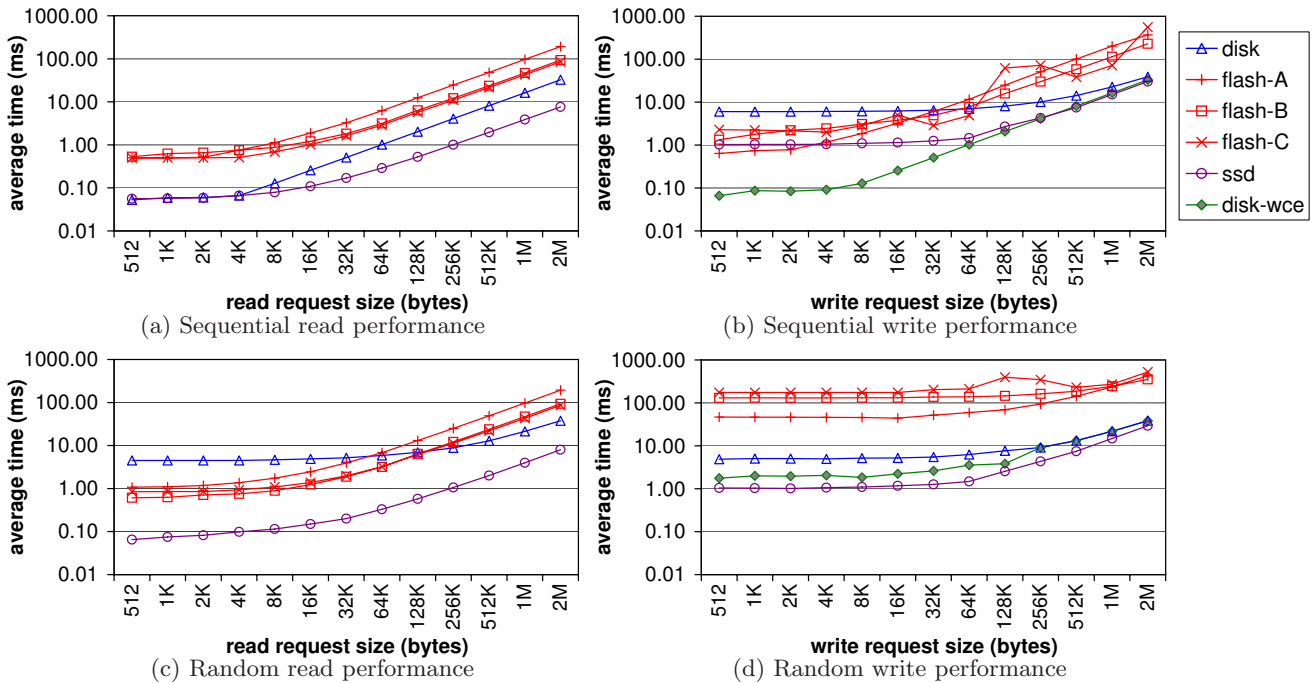 1000.00
100.00
10.00
1.00
0.10
0.01
average time (ms)
512 1K 2K 4K 8K 16K 32K 64K 128K 256K 512K 1M 2M
read request size (bytes)
(a) Sequential read performance
1000.00
100.00
10.00
1.00
0.10
0.01
average time (ms)
512 1K 2K 4K 8K 16K 32K 64K 128K 256K 512K 1M 2M
write request size (bytes)
(b) Sequential write performance
disk
flash-A
flash-B
flash-C
ssd
disk-wce
1000.00
100.00
10.00
1.00
0.10
0.01
average time (ms)
512 1K 2K 4K 8K 16K 32K 64K 128K 256K 512K 1M 2M
read request size (bytes)
(c) Random read performance
1000.00
100.00
10.00
1.00
0.10
0.01
average time (ms)
512 1K 2K 4K 8K 16K 32K 64K 128K 256K 512K 1M 2M
write request size (bytes)
(d) Random write performance